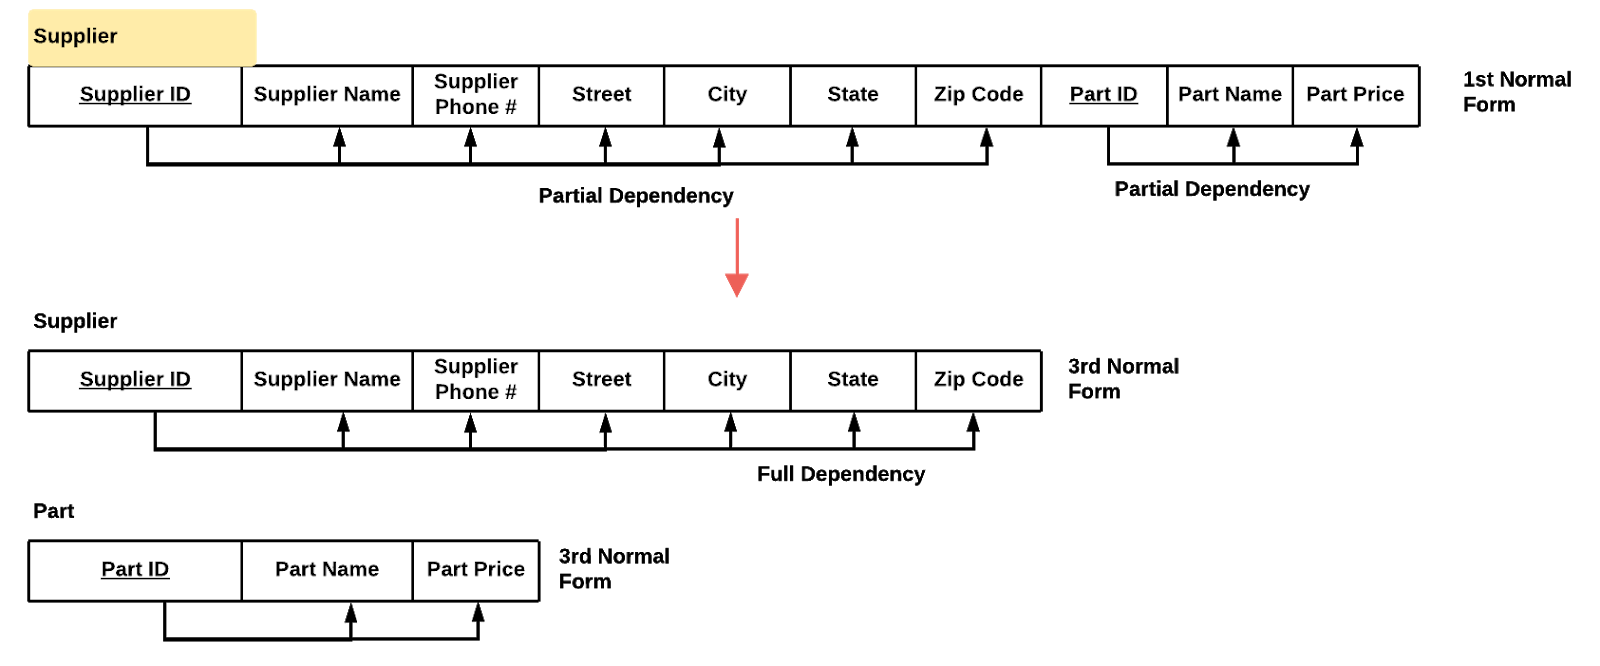 Supplier
Supplier ID Supplier Name Supplier Phone # Street City State Zip Code Part ID Part Name Part Price
1st Normal Form
Partial Dependency
Partial Dependency
Supplier
Supplier ID Supplier Name Supplier Phone # Street City State Zip Code
3rd Normal Form
Full Dependency
Part
Part ID Part Name Part Price
3rd Normal Form